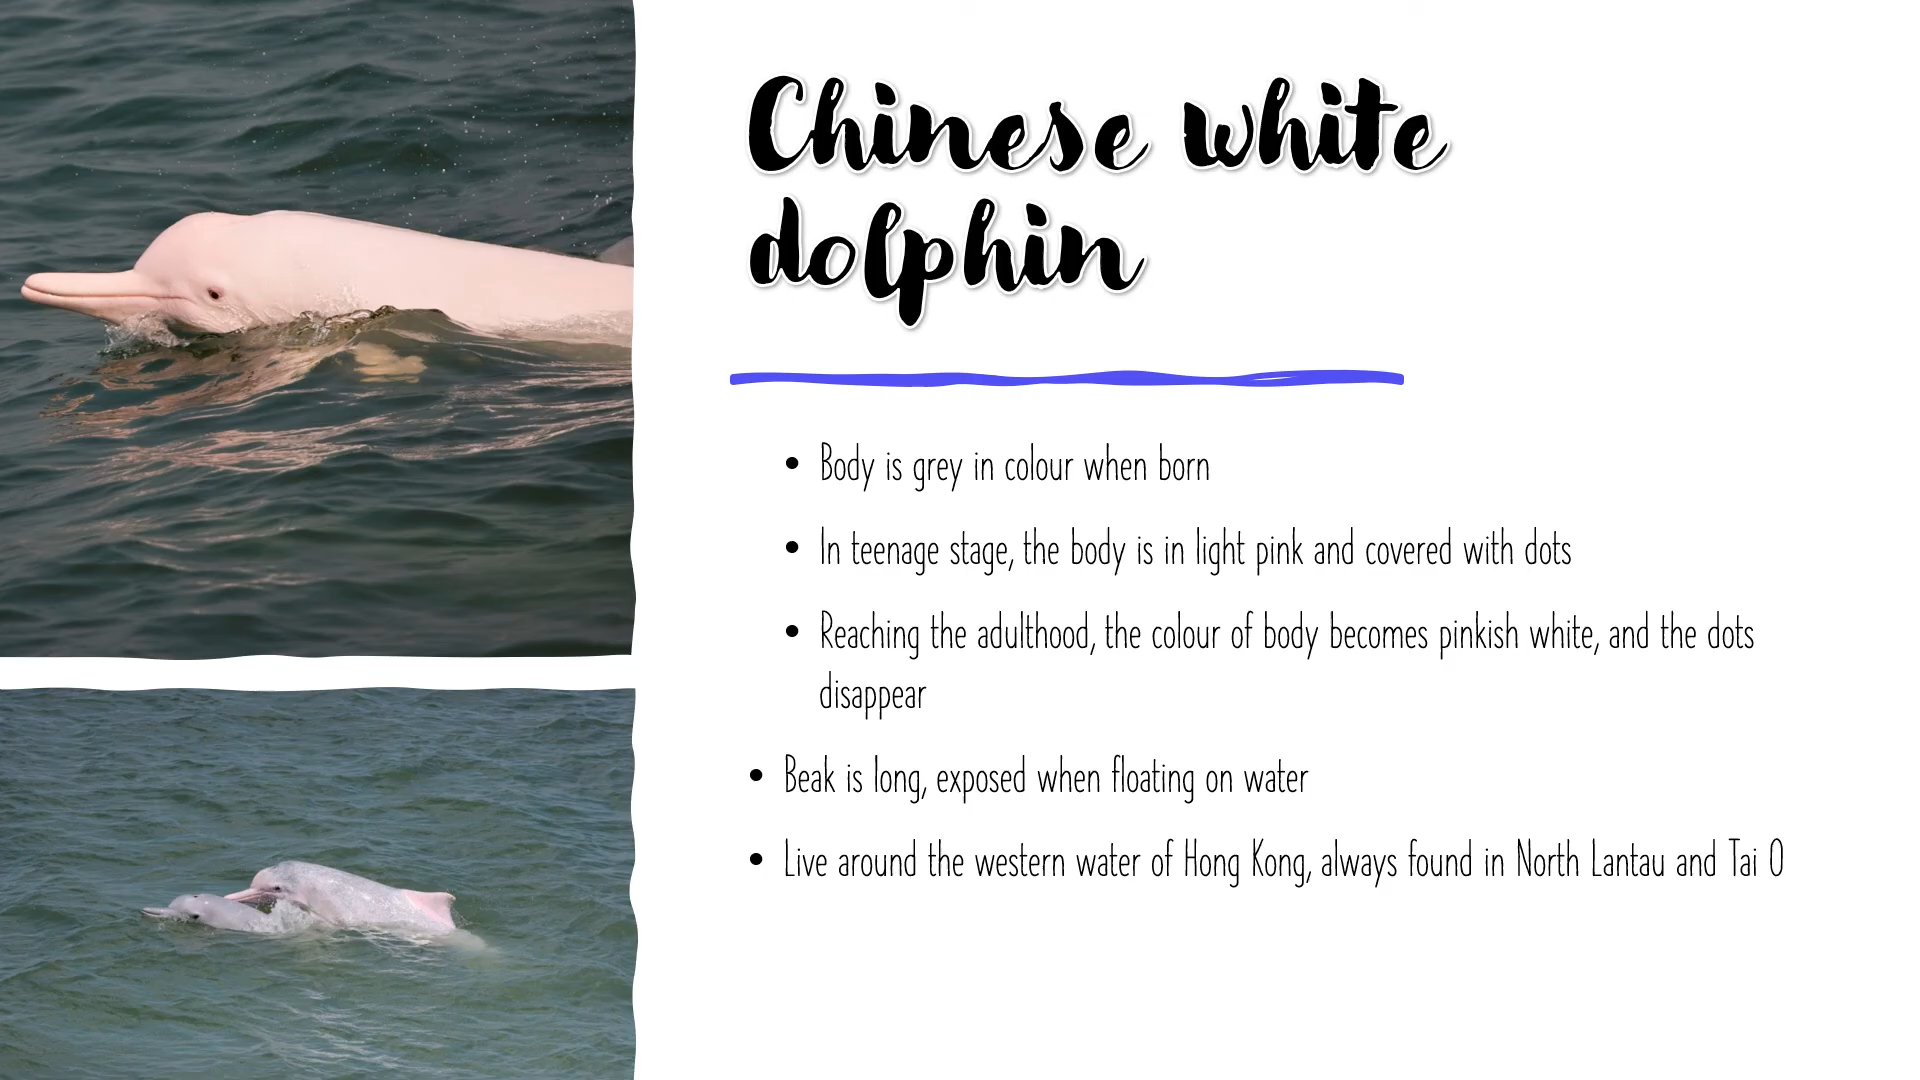 Chinese white
dolphin
• Body is grey in colour when born
• In teenage stage, the body is in light pink and covered with dots
• Reaching the adulthood, the colour of body becomes pinkish white, and the dots
disappear
• Beak is long, exposed when floating on water
• Live around the western water of Hong Kong, always found in North Lantau and Tai O